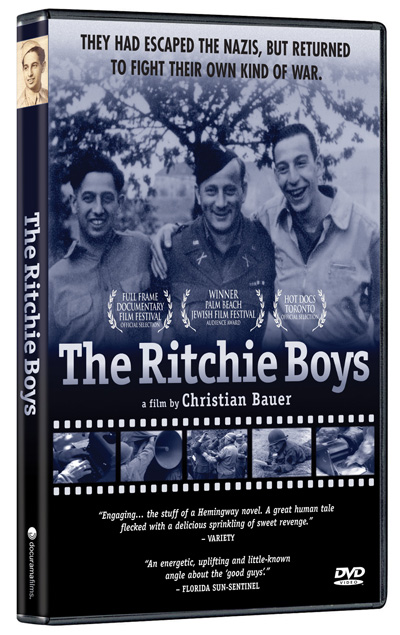 THEY HAD ESCAPED THE NAZIS, BUT RETURNED
TO FIGHT THEIR OWN KIND OF WAR.
FULL FRAME
DOCUMENTARY
FILM FESTIVAL
OFFICIAL SELECTION
WINNER
PALM BEACH
JEWISH FILM FESTIVAL
AUDIENCE AWARD
HOT DOCS
TORONTO
OFFICIAL SELECTION
The Ritchie Boys
a film by Christian Bauer
"Engaging... the stuff of a Hemingway novel. A great human tale
flecked with a delicious sprinkling of sweet revenge."
– VARIETY
"An energetic, uplifting and little-known
angle about the 'good guys'."
– FLORIDA SUN-SENTINEL
DVD
VIDEO
The Ritchie Boys
docuramafilms.